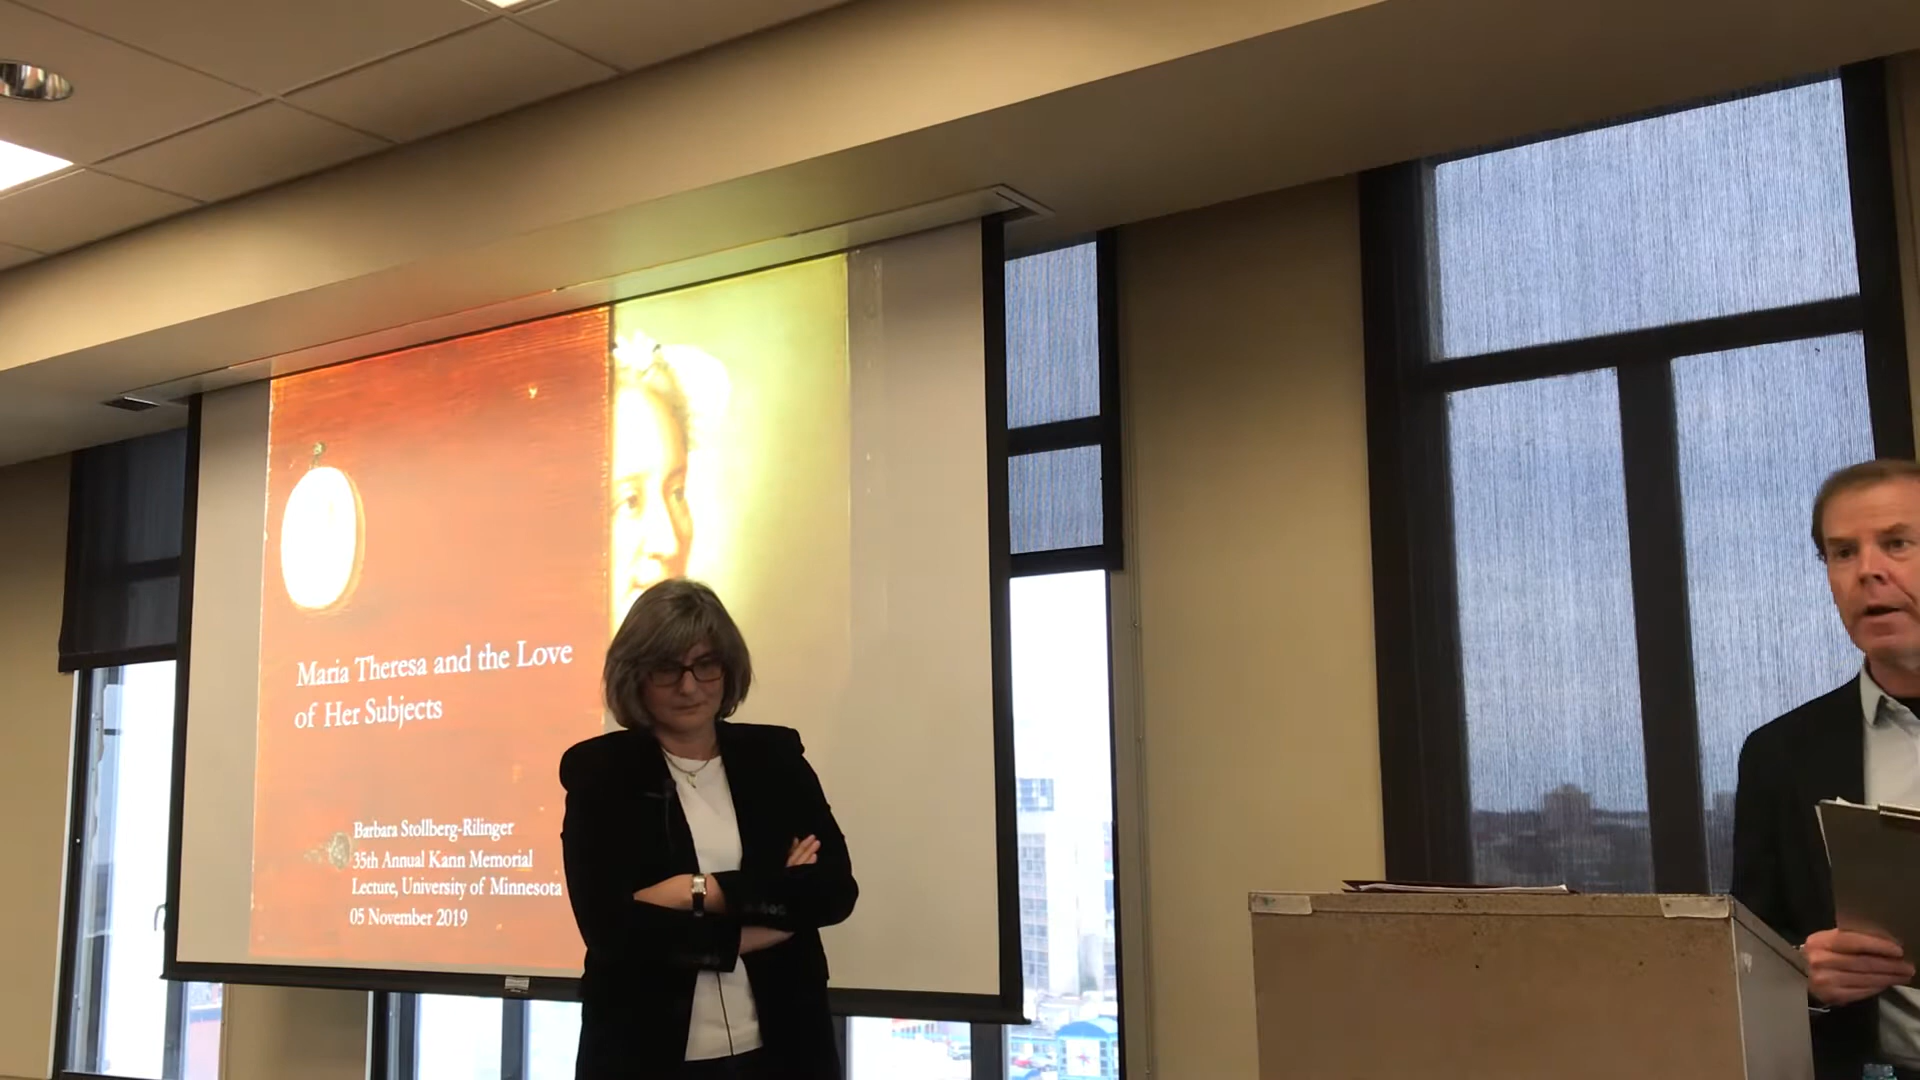 Maria Theresa and the Love
of Her Subjects
Barbara Stollberg-Rilinger
35th Annual Kann Memorial
Lecture, University of Minnesota
05 November 2019